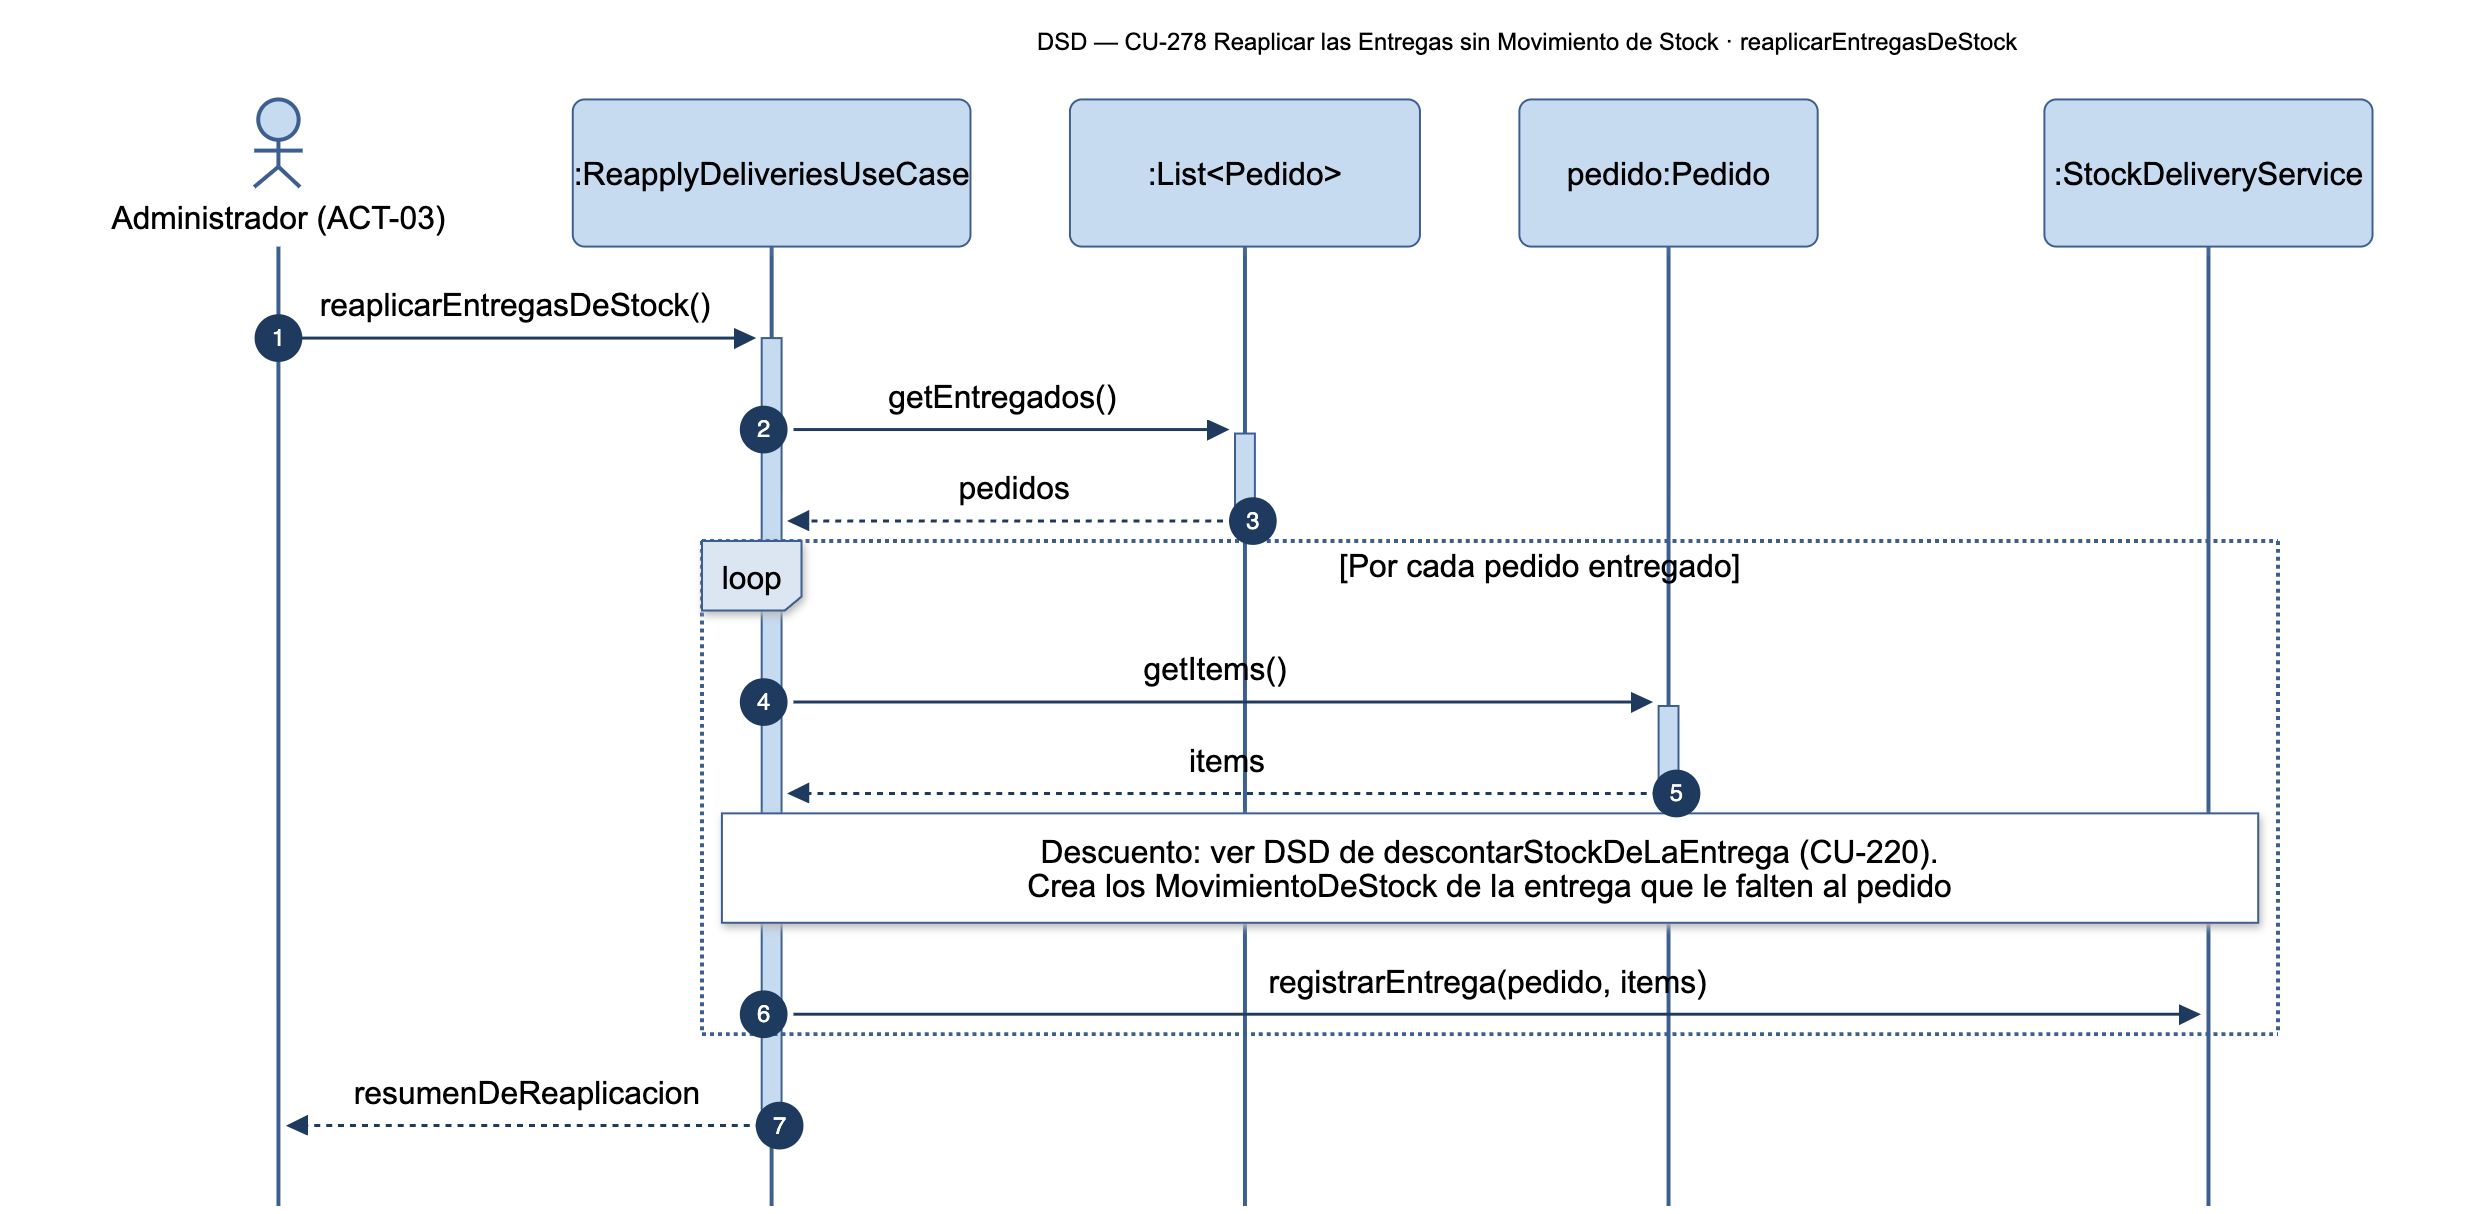 DSD — CU-278 Reaplicar las Entregas sin Movimiento de Stock · reaplicarEntregasDeStock
Administrador (ACT-03)
:ReapplyDeliveriesUseCase
:List<Pedido>
pedido:Pedido
:StockDeliveryService
reaplicarEntregasDeStock()
1
getEntregados()
2
pedidos
3
loop
[Por cada pedido entregado]
getItems()
4
items
5
Descuento: ver DSD de descontarStockDeLaEntrega (CU-220).
Crea los MovimientoDeStock de la entrega que le falten al pedido
registrarEntrega(pedido, items)
6
resumenDeReaplicacion
7